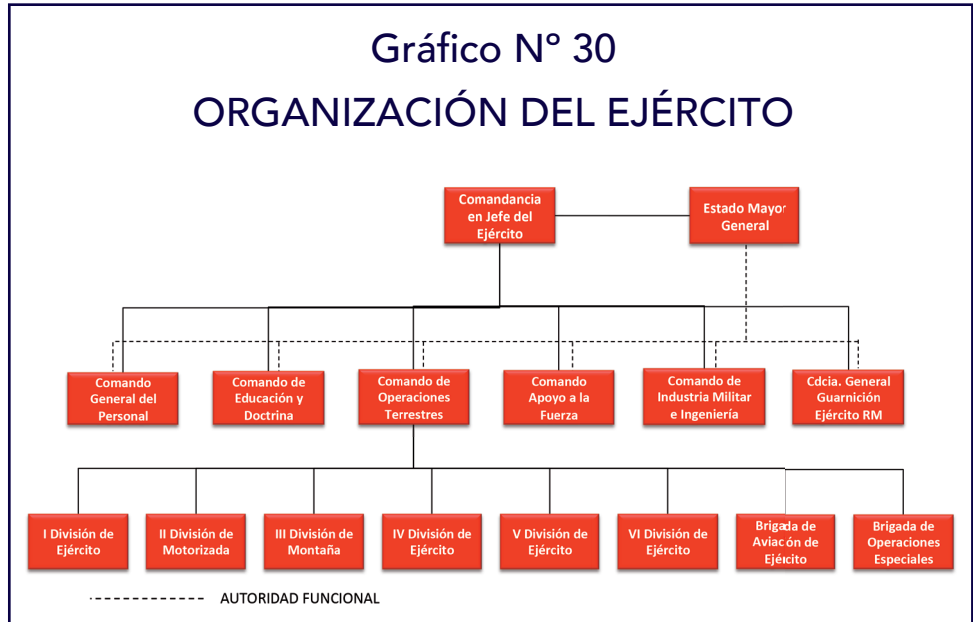 Gráfico Nº 30
ORGANIZACIÓN DEL EJÉRCITO
Comandancia
en Jefe del
Ejército
Estado Mayor
General
Comando
General del
Personal
Comando de
Educación y
Doctrina
Comando de
Operaciones
Terrestres
Comando
Apoyo a la
Fuerza
Comando de
Industria Militar
e Ingeniería
Cdcia. General
Guarnición
Ejército RM
I División de
Ejército
II División de
Motorizada
III División de
Montaña
IV División de
Ejército
V División de
Ejército
VI División de
Ejército
Brigada de
Aviación de
Ejército
Brigada de
Operaciones
Especiales
AUTORIDAD FUNCIONAL